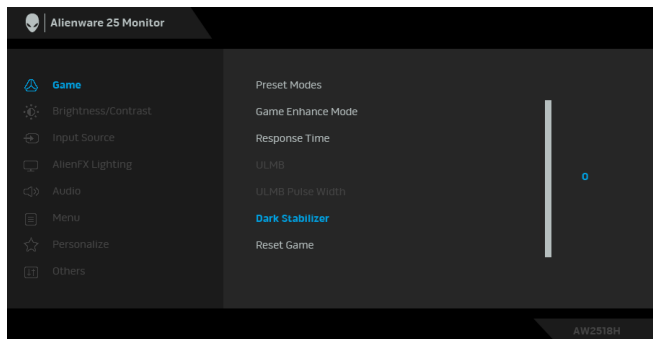 Alienware 25 Monitor
Game
Brightness/Contrast
Input Source
AlienFX Lighting
Audio
Menu
Personalize
Others
Preset Modes
Game Enhance Mode
Response Time
ULMB
ULMB Pulse Width
Dark Stabilizer
Reset Game
0
AW2518H